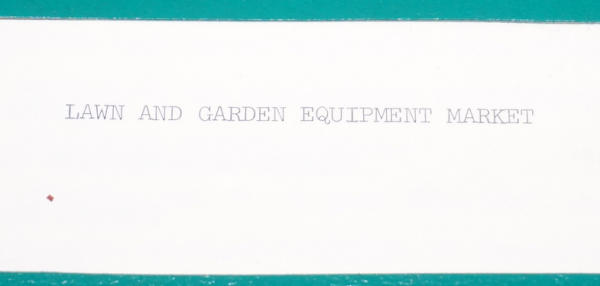 LAWN AND GARDEN EQUIPMENT MARKET